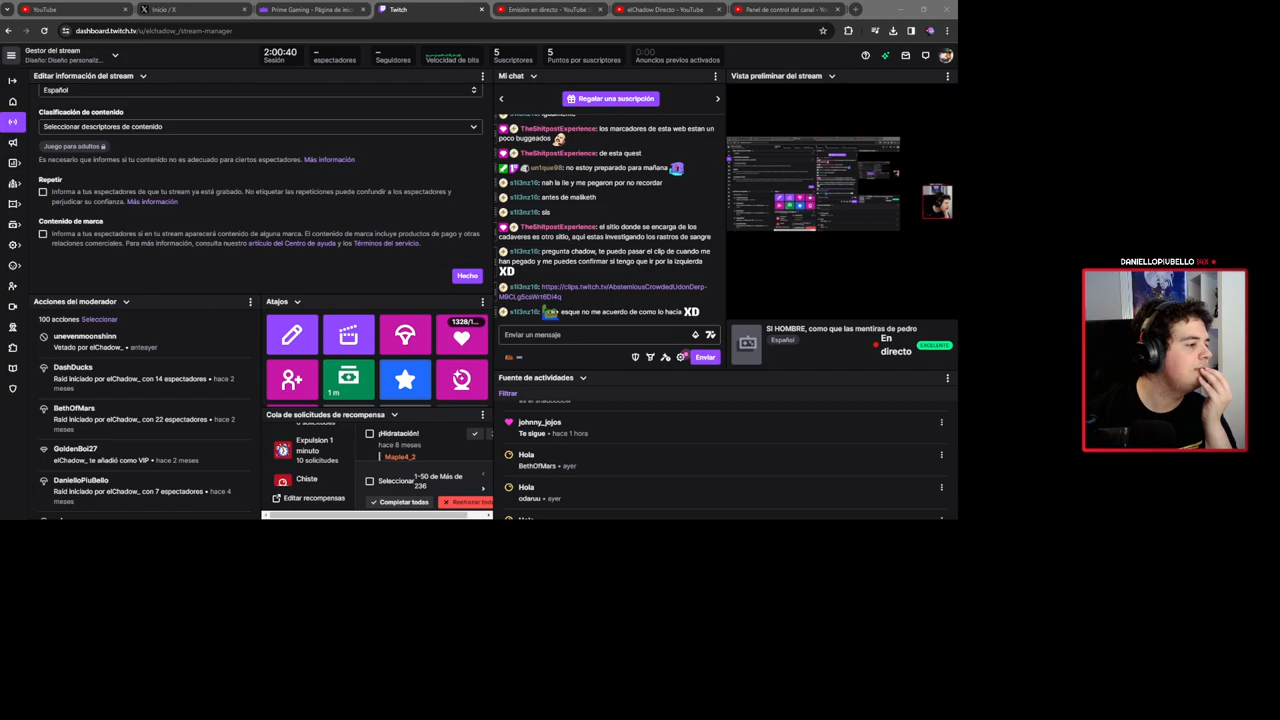 YouTube
Inicio / X
Prime Gaming - Página de inic
Twitch
Emisión en directo - YouTube S
elChadow Directo - YouTube
Panel de control del canal - Yo
dashboard.twitch.tv/u/elchadow_/stream-manager
Gestor del stream
Diseño: Diseño personaliz...
2:00:40
Sesión
–
espectadores
–
Seguidores
Velocidad de bits
5
Suscriptores
5
Puntos por suscriptores
0:00
Anuncios previos activados
Editar información del stream
Español
Clasificación de contenido
Seleccionar descriptores de contenido
Juego para adultos
Es necesario que informes si tu contenido no es adecuado para ciertos espectadores. Más información
Repetir
Informa a tus espectadores de que tu stream ya está grabado. No etiquetar las repeticiones puede confundir a los espectadores y
perjudicar su confianza. Más información
Contenido de marca
Informa a tus espectadores si en tu stream aparecerá contenido de algún marca. El contenido de marca incluye productos de pago y otras
relaciones comerciales. Para más información, consulta nuestro artículo del Centro de ayuda y los Términos del servicio.
Hecho
Acciones del moderador
100 acciones Seleccionar
unevenmoonshinn
Vetado por elChadow_ • anteayer
DashDucks
Raid iniciado por elChadow_ con 14 espectadores • hace 2
meses
BethOfMars
Raid iniciado por elChadow_ con 22 espectadores • hace 2
meses
GoldenBoi27
elChadow_ te añadió como VIP • hace 2 meses
DanielloPiuBello
Raid iniciado por elChadow_ con 7 espectadores • hace 4
meses
Atajos
1328/1...
1 m
Cola de solicitudes de recompensa
Expulsion 1
minuto
10 solicitudes
Chiste
Editar recompensas
¡Hidratación!
hace 6 meses
Maple4_2
Seleccionar
1-50 de Más de
236
Completar todas
Rechazar toda
Mi chat
Regalar una suscripción
TheShitpostExperience: los marcadores de esta web estan un
poco buggeados
TheShitpostExperience: de esta quest
un1que98: no estoy preparado para mañana
s1l3nz16: nah la lie y me pegaron por no recordar
s1l3nz16: antes de maliketh
s1l3nz16: sis
TheShitpostExperience: el sitio donde se encarga de los
cadaveres es otro sitio, aqui estas investigando los rastros de sangre
s1l3nz16: pregunta chadow, te puedo pasar el clip de cuando me
han pegado y me puedes confirmar si tengo que ir por la izquierda
XD
s1l3nz16: https://clips.twitch.tv/AbstemiousCrowdedUdonDerp-
M9CLg5csWrt6Di4q
s1l3nz16: esque no me acuerdo de como lo hacia XD
Enviar un mensaje
Enviar
Fuente de actividades
Filtrar
johnny_jojos
Te sigue • hace 1 hora
Hola
BethOfMars • ayer
Hola
odaruu • ayer
Vista preliminar del stream
SI HOMBRE, como que las mentiras de pedro
Español
En
directo
EXCELENTE
DANIELLOPIUBELLO 14X